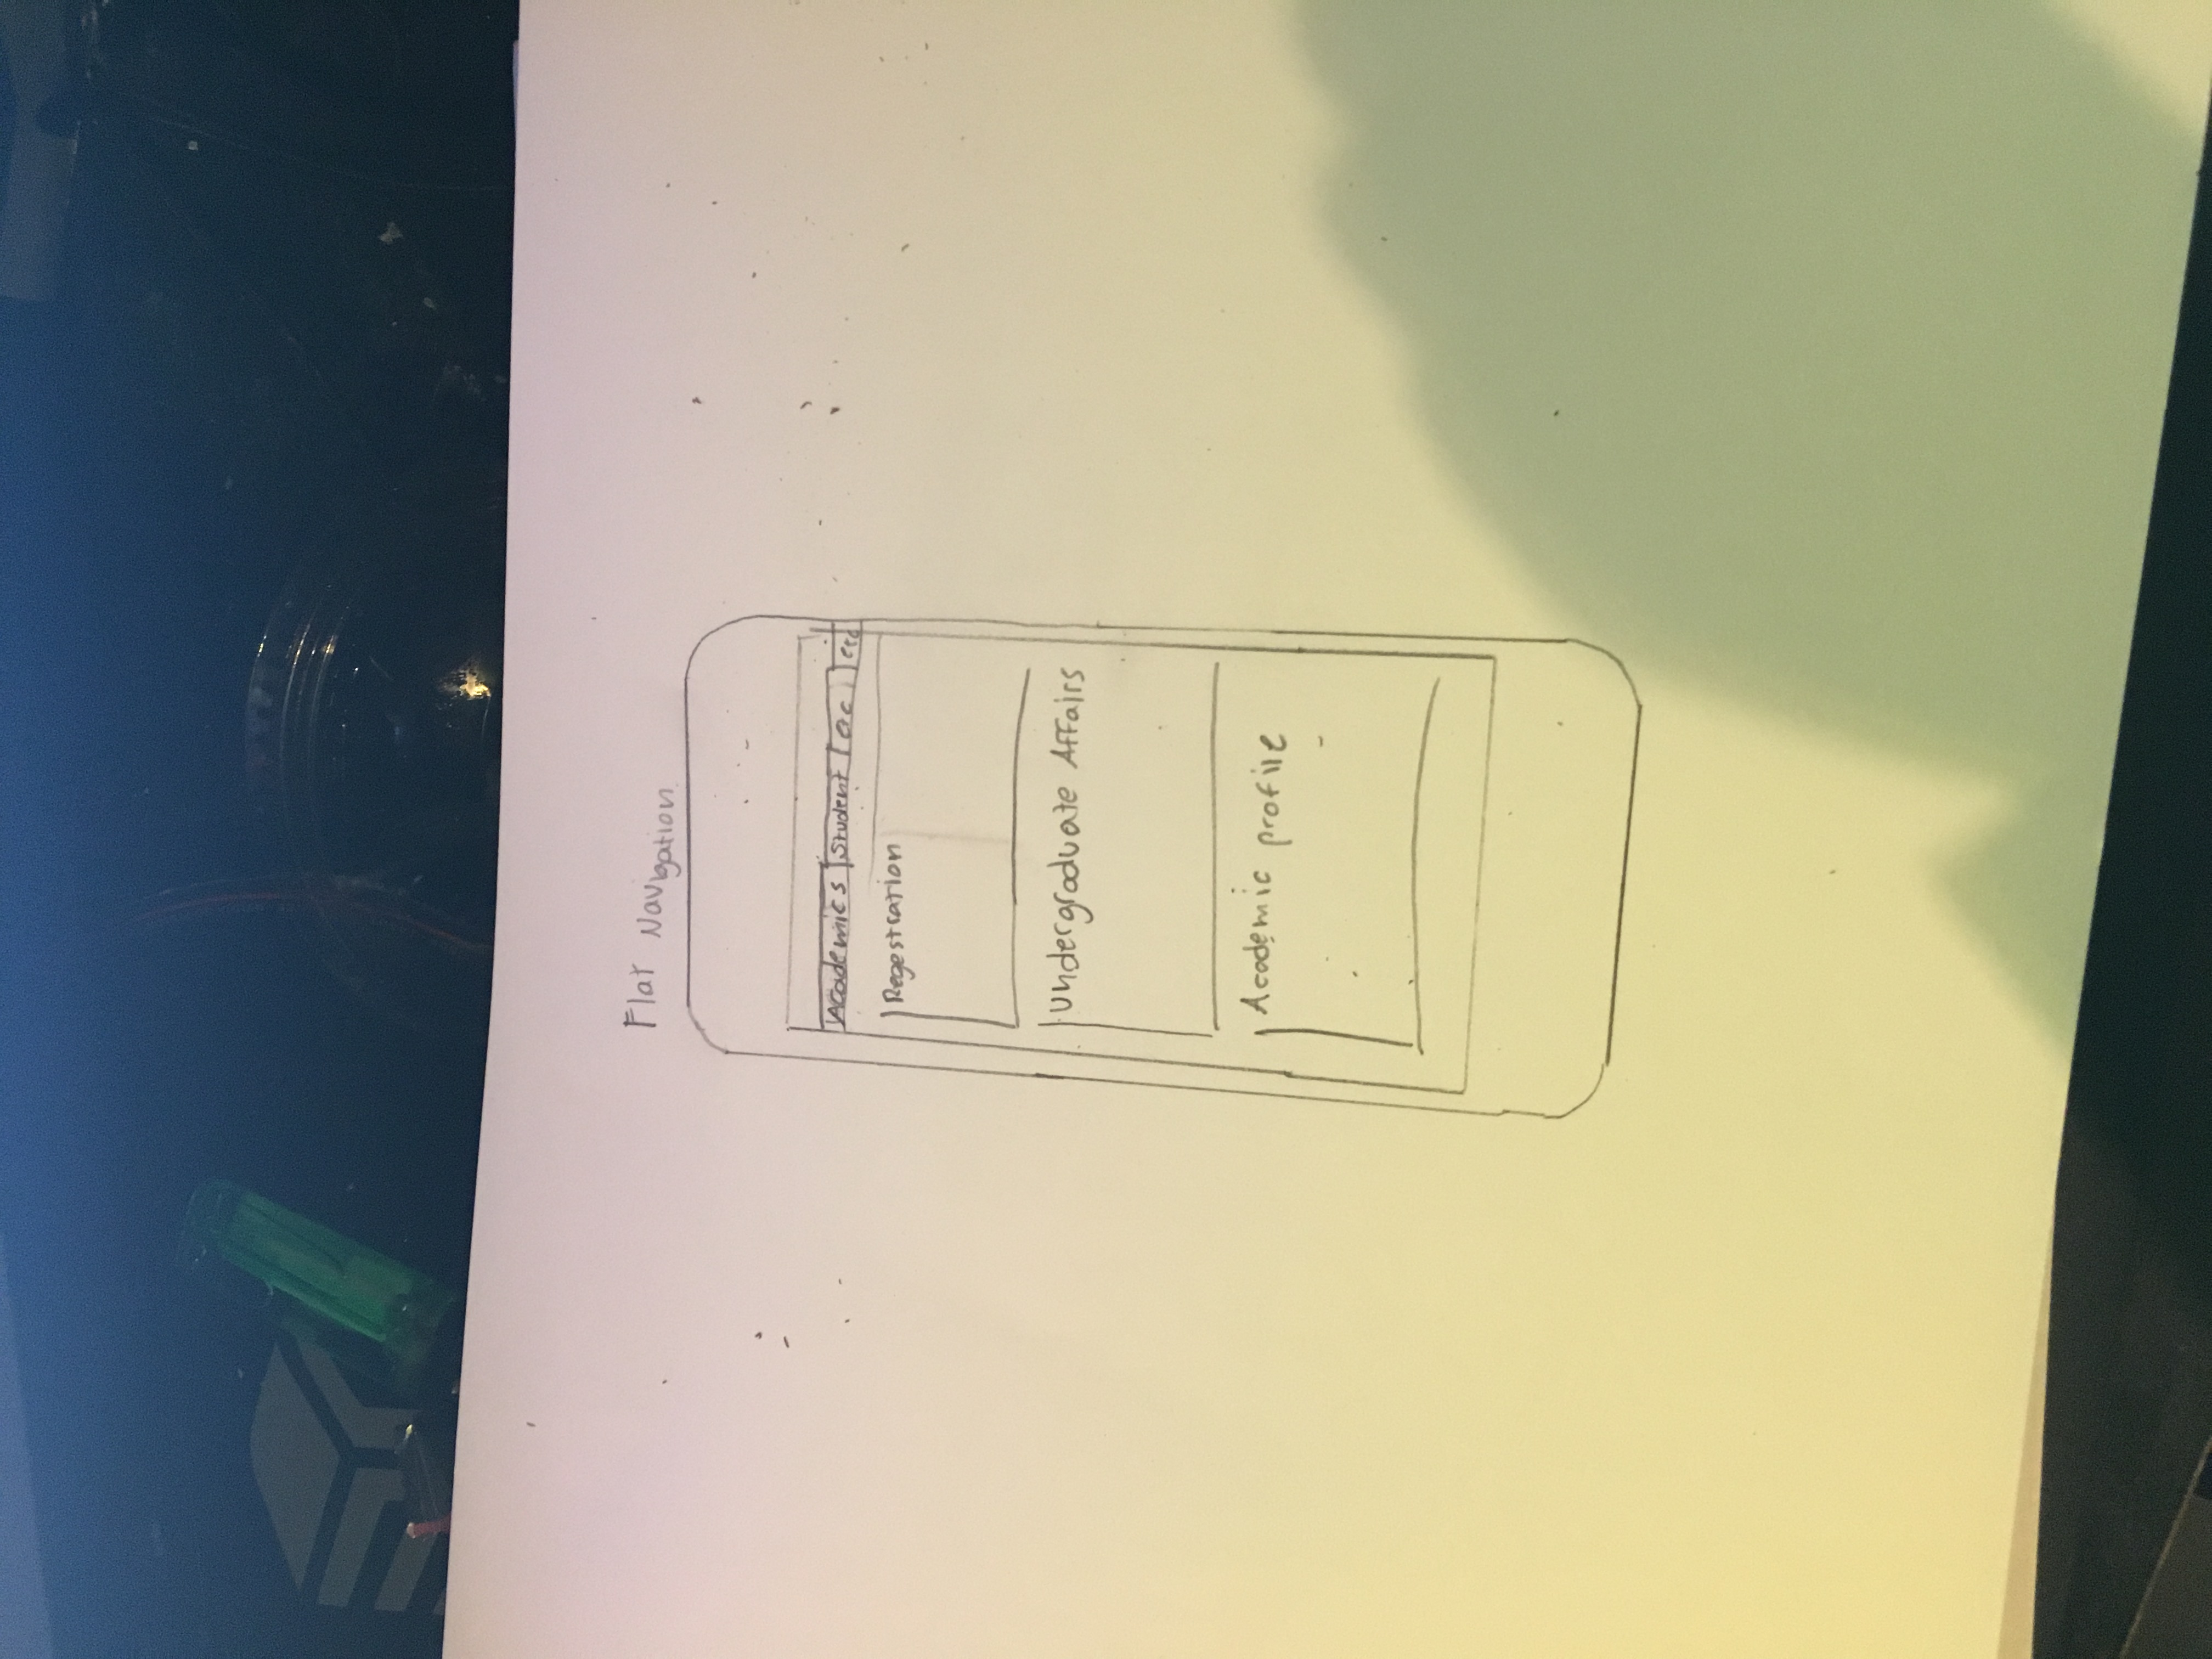 Flat Navigation
Academics Student etc
Regestration
Undergraduate Affairs
Academic profile